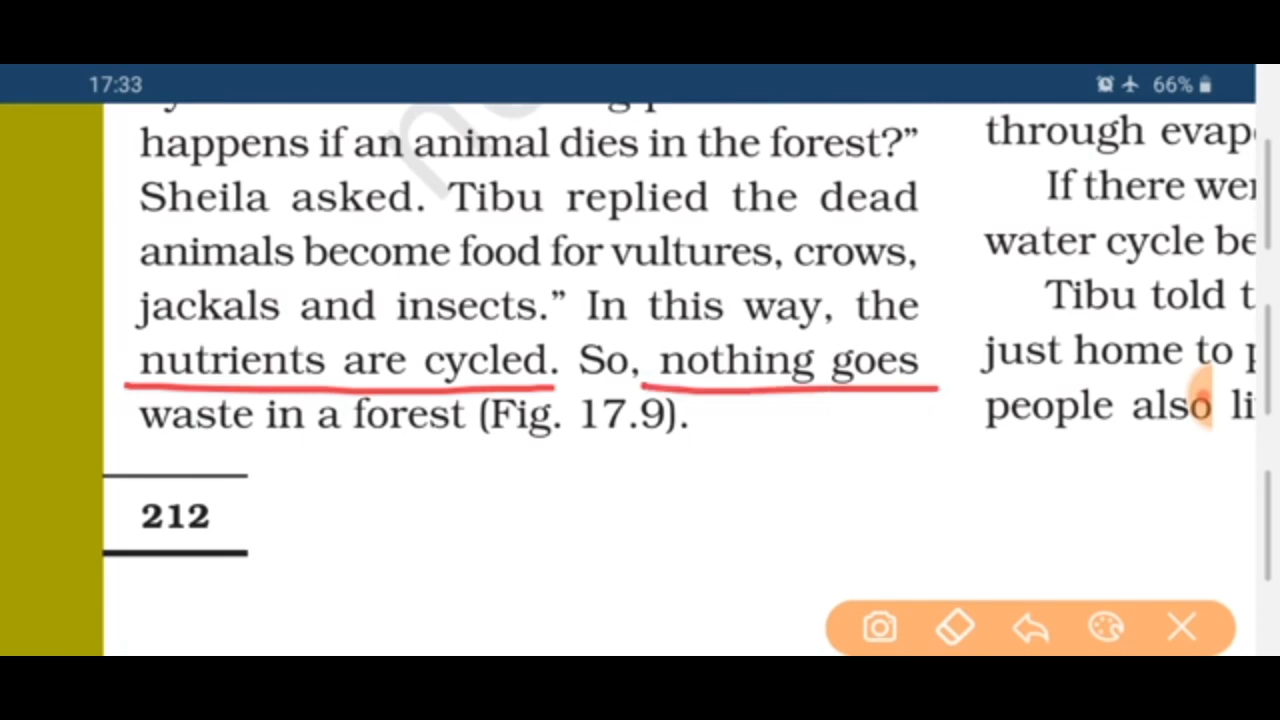 17:33
66%
happens if an animal dies in the forest?”
Sheila asked. Tibu replied the dead
animals become food for vultures, crows,
jackals and insects.” In this way, the
nutrients are cycled. So, nothing goes
waste in a forest (Fig. 17.9).
212
through evap
If there wer
water cycle be
Tibu told t
just home to p
people also li